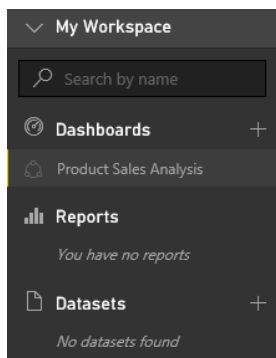 My Workspace
Search by name
Dashboards
Product Sales Analysis
Reports
You have no reports
Datasets
No datasets found